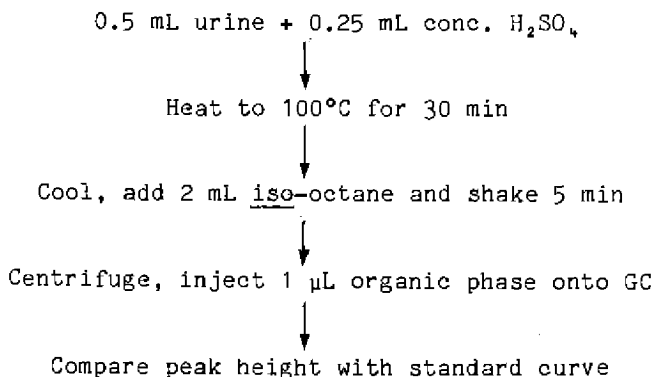 0.5 mL urine + 0.25 mL conc. H₂SO₄
Heat to 100°C for 30 min
Cool, add 2 mL iso-octane and shake 5 min
Centrifuge, inject 1 µL organic phase onto GC
Compare peak height with standard curve